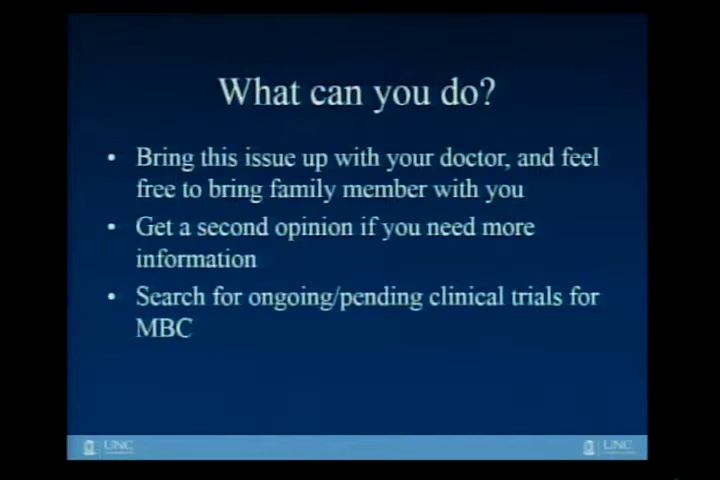 What can you do?
• Bring this issue up with your doctor, and feel
free to bring family member with you
• Get a second opinion if you need more
information
• Search for ongoing/pending clinical trials for
MBC
UNC
UNC